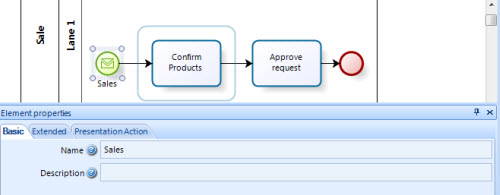 Sale
Lane 1
Confirm
Products
Approve
request
Sales
Element properties
Basic
Extended
Presentation Action
Name
Sales
Description